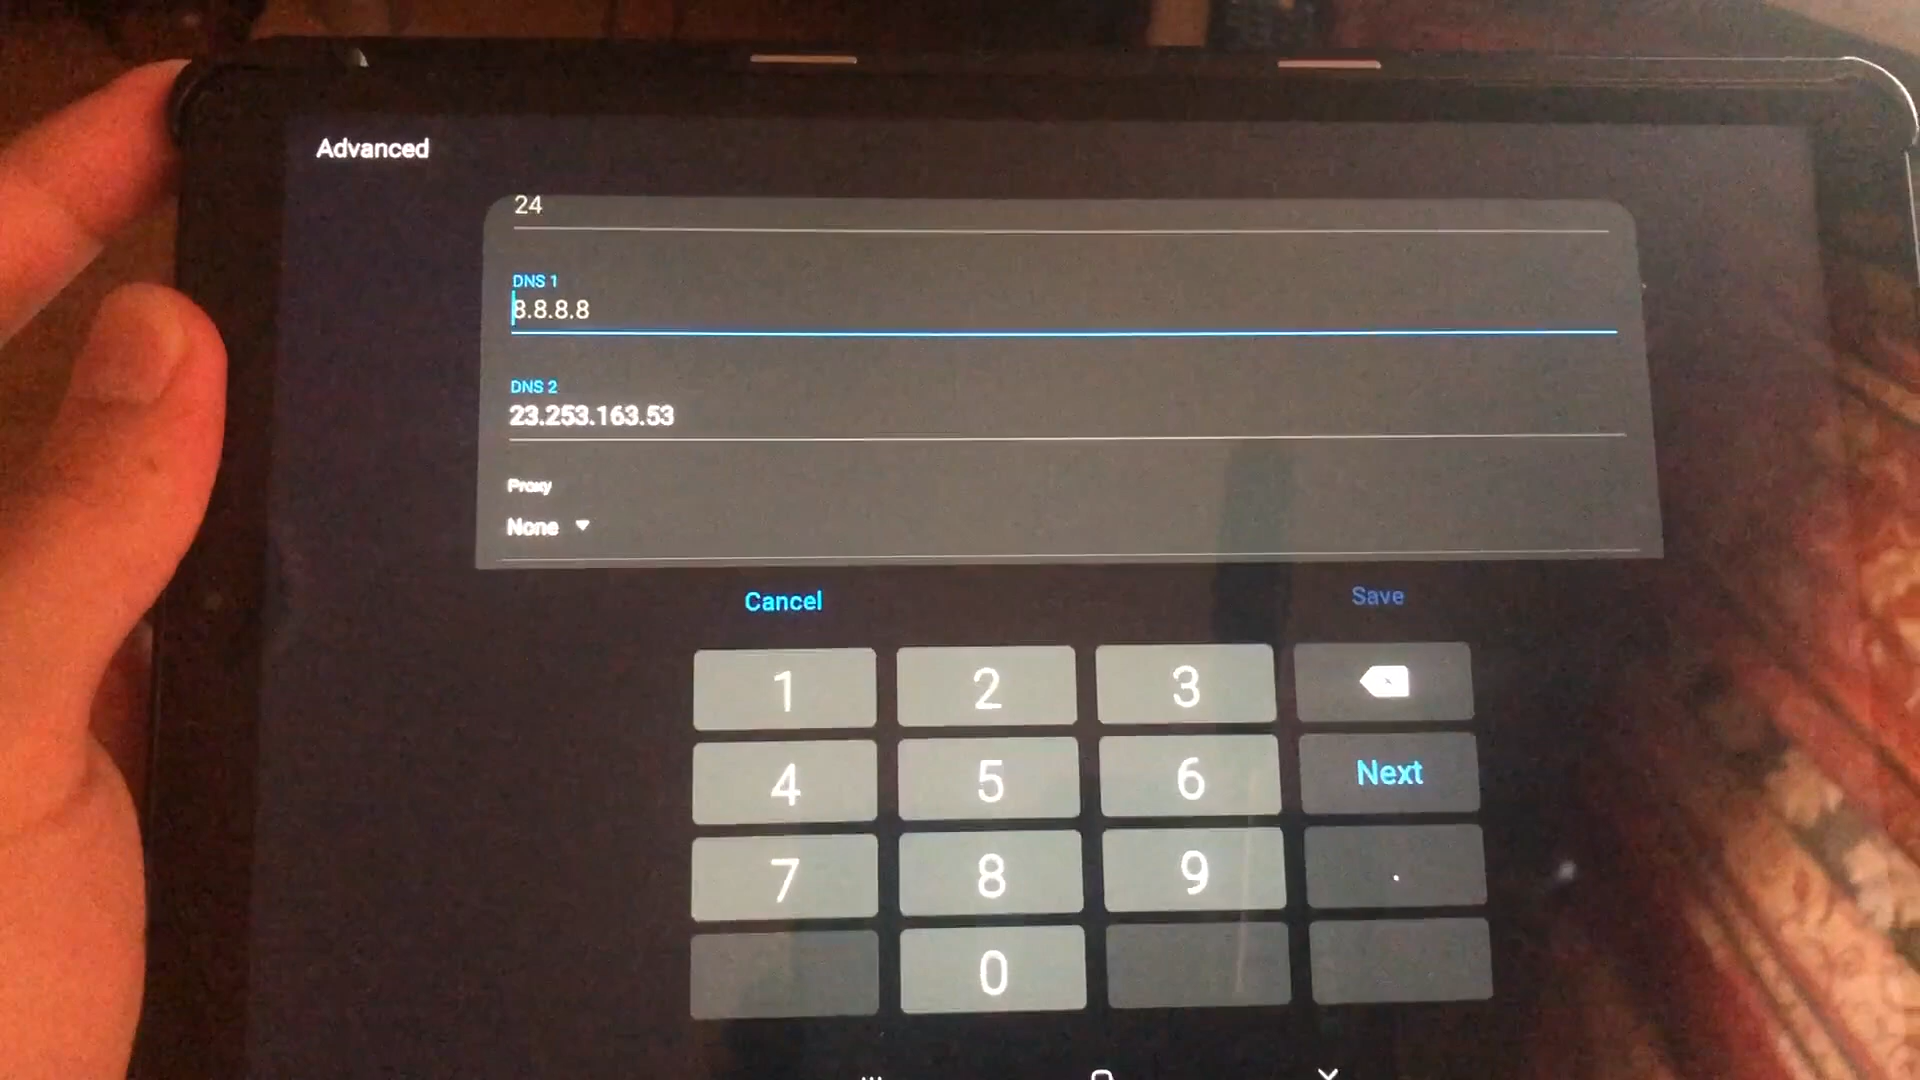 Advanced
24
DNS 1
8.8.8.8
DNS 2
23.253.163.53
Proxy
None
Cancel
Save
1
2
3
4
5
6
Next
7
8
9
.
0